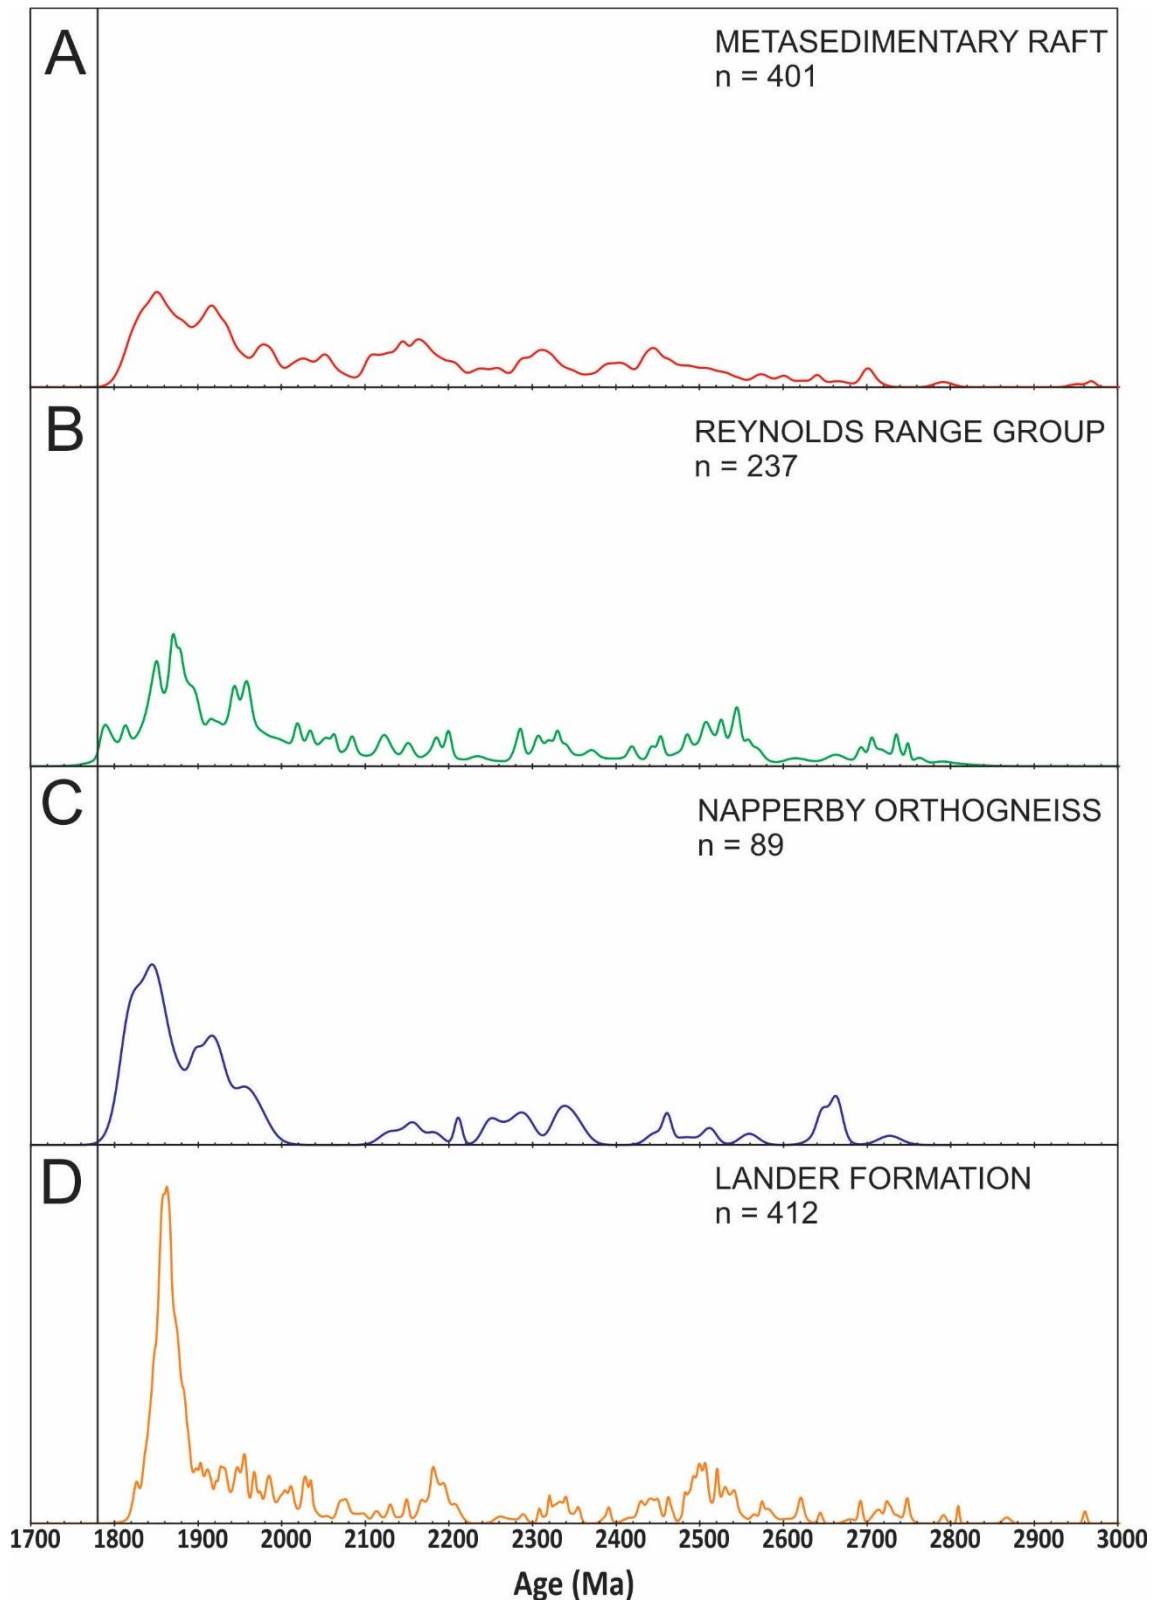 A
METASEDIMENTARY RAFT
n = 401
B
REYNOLDS RANGE GROUP
n = 237
C
NAPPERBY ORTHOGNEISS
n = 89
D
LANDER FORMATION
n = 412
1700 1800 1900 2000 2100 2200 2300 2400 2500 2600 2700 2800 2900 3000
Age (Ma)